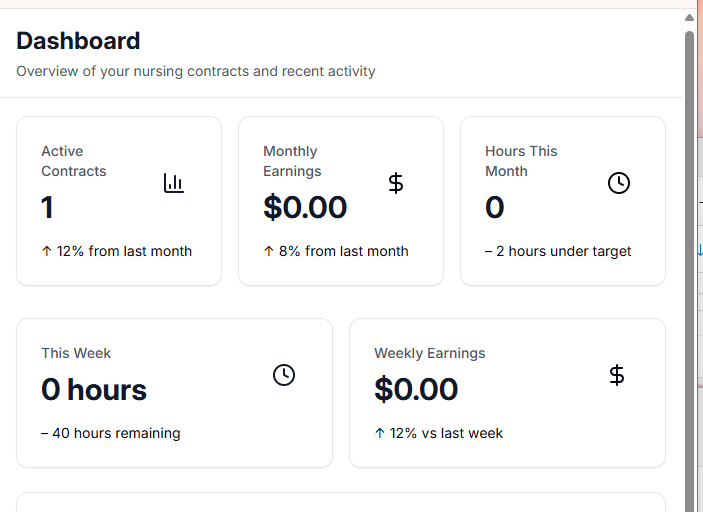 Dashboard
Overview of your nursing contracts and recent activity
Active
Contracts
1
↑ 12% from last month
Monthly
Earnings
$0.00
↑ 8% from last month
Hours This
Month
0
– 2 hours under target
This Week
0 hours
– 40 hours remaining
Weekly Earnings
$0.00
↑ 12% vs last week